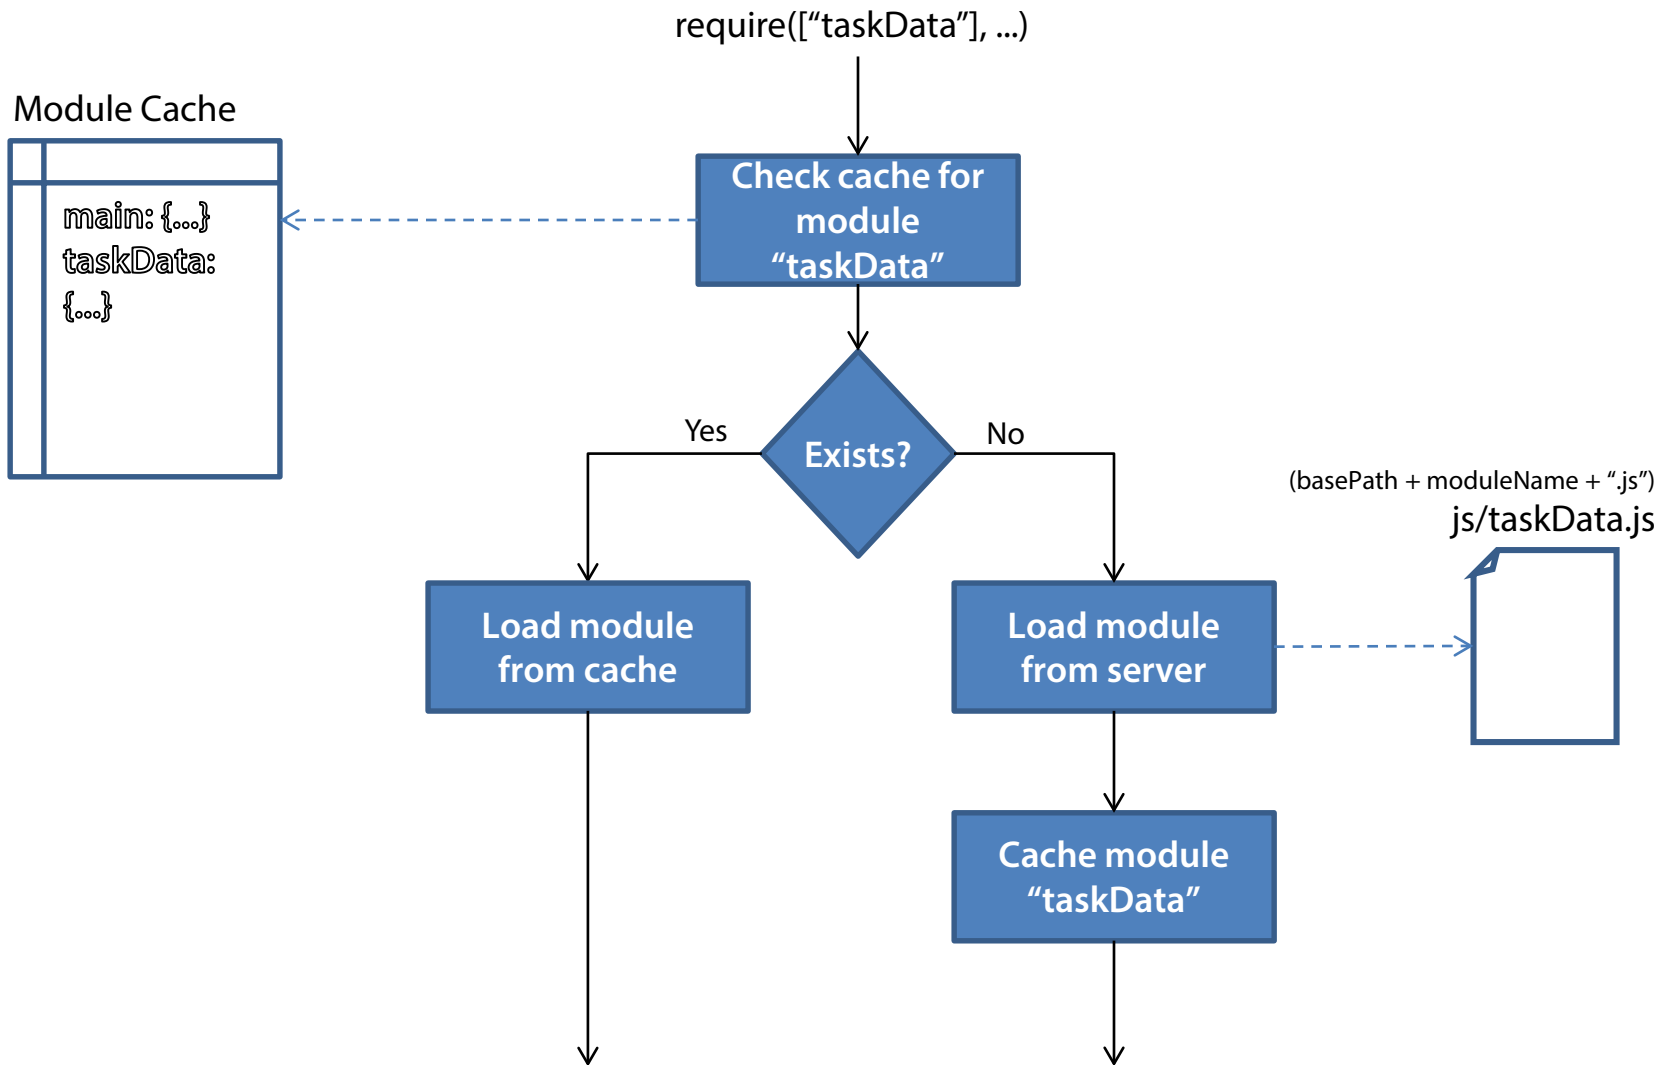 require([“taskData”], ...)
Module Cache
main: {...}
taskData:
{...}
Check cache for
module
“taskData”
Yes
Exists?
No
(basePath + moduleName + “.js”)
js/taskData.js
Load module
from cache
Load module
from server
Cache module
“taskData”